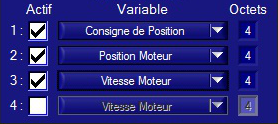 Actif Variable Octets
1 : Consigne de Position 4
2 : Position Moteur 4
3 : Vitesse Moteur 4
4 : Vitesse Moteur 4